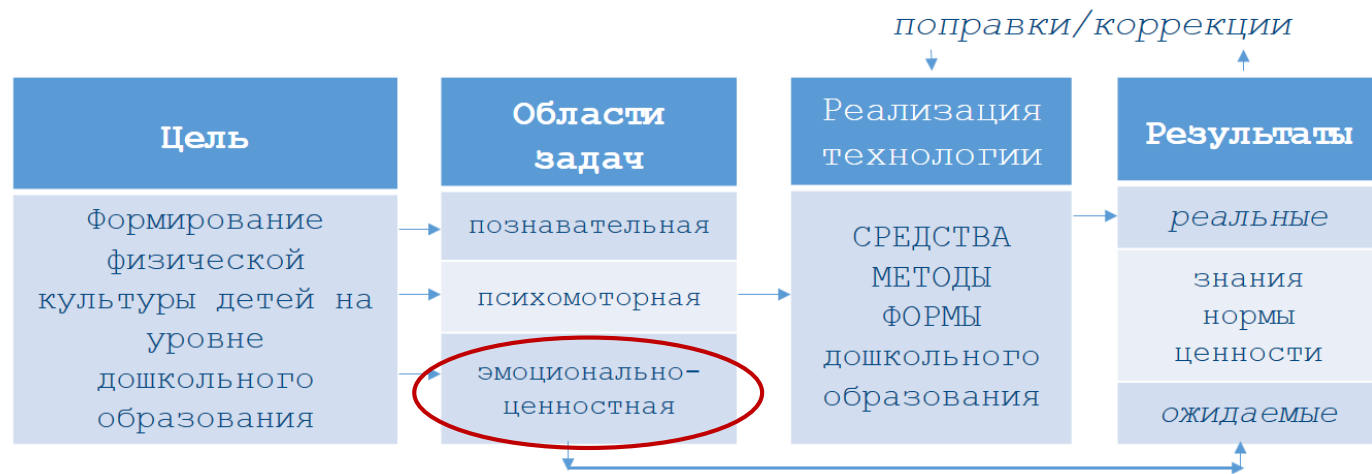 поправки/коррекции
Цель
Формирование
физической
культуры детей на
уровне
дошкольного
образования
Области
задач
познавательная
психомоторная
эмоционально-
ценностная
Реализация
технологии
СРЕДСТВА
МЕТОДЫ
ФОРМЫ
дошкольного
образования
Результаты
реальные
знания
нормы
ценности
ожидаемые